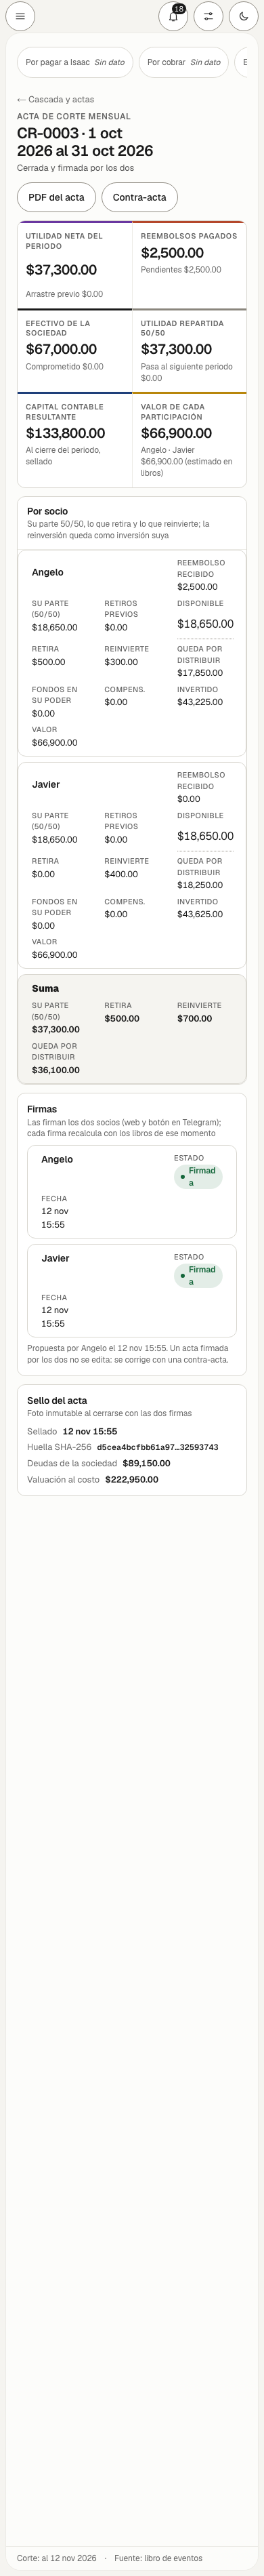 18
Por pagar a Isaac Sin dato
Por cobrar Sin dato
← Cascada y actas
ACTA DE CORTE MENSUAL
CR-0003 · 1 oct
2026 al 31 oct 2026
Cerrada y firmada por los dos
PDF del acta
Contra-acta
UTILIDAD NETA DEL
PERIODO
$37,300.00
Arrastre previo $0.00
REEMBOLSOS PAGADOS
$2,500.00
Pendientes $2,500.00
EFECTIVO DE LA
SOCIEDAD
$67,000.00
Comprometido $0.00
UTILIDAD REPARTIDA
50/50
$37,300.00
Pasa al siguiente periodo
$0.00
CAPITAL CONTABLE
RESULTANTE
$133,800.00
Al cierre del periodo,
sellado
VALOR DE CADA
PARTICIPACIÓN
$66,900.00
Angelo · Javier
$66,900.00 (estimado en
libros)
Por socio
Su parte 50/50, lo que retira y lo que reinvierte; la
reinversión queda como inversión suya
Angelo
REEMBOLSO
RECIBIDO
$2,500.00
SU PARTE
(50/50)
$18,650.00
RETIROS
PREVIOS
$0.00
DISPONIBLE
$18,650.00
RETIRA
$500.00
REINVIERTE
$300.00
QUEDA POR
DISTRIBUIR
$17,850.00
FONDOS EN
SU PODER
$0.00
COMPENS.
$0.00
INVERTIDO
$43,225.00
VALOR
$66,900.00
Javier
REEMBOLSO
RECIBIDO
$0.00
SU PARTE
(50/50)
$18,650.00
RETIROS
PREVIOS
$0.00
DISPONIBLE
$18,650.00
RETIRA
$0.00
REINVIERTE
$400.00
QUEDA POR
DISTRIBUIR
$18,250.00
FONDOS EN
SU PODER
$0.00
COMPENS.
$0.00
INVERTIDO
$43,625.00
VALOR
$66,900.00
Suma
SU PARTE
(50/50)
$37,300.00
RETIRA
$500.00
REINVIERTE
$700.00
QUEDA POR
DISTRIBUIR
$36,100.00
Firmas
Las firman los dos socios (web y botón en Telegram);
cada firma recalcula con los libros de ese momento
Angelo
ESTADO
Firmad
a
FECHA
12 nov
15:55
Javier
ESTADO
Firmad
a
FECHA
12 nov
15:55
Propuesta por Angelo el 12 nov 15:55. Un acta firmada
por los dos no se edita: se corrige con una contra-acta.
Sello del acta
Foto inmutable al cerrarse con las dos firmas
Sellado 12 nov 15:55
Huella SHA-256 d5cea4bcfbb61a97…32593743
Deudas de la sociedad $89,150.00
Valuación al costo $222,950.00
Corte: al 12 nov 2026 · Fuente: libro de eventos